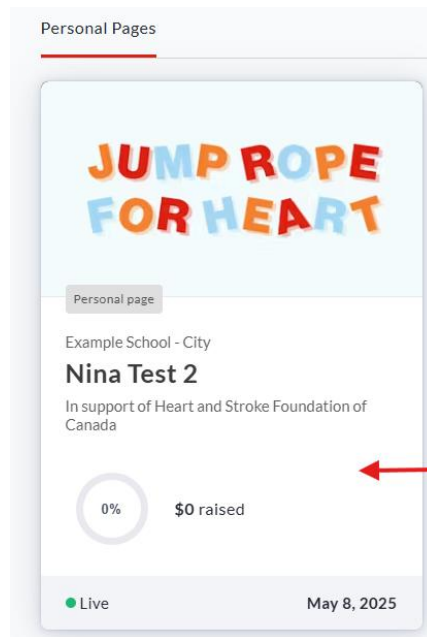 Personal Pages
JUMP ROPE
FOR HEART
Personal page
Example School - City
Nina Test 2
In support of Heart and Stroke Foundation of
Canada
0%
$0 raised
Live
May 8, 2025